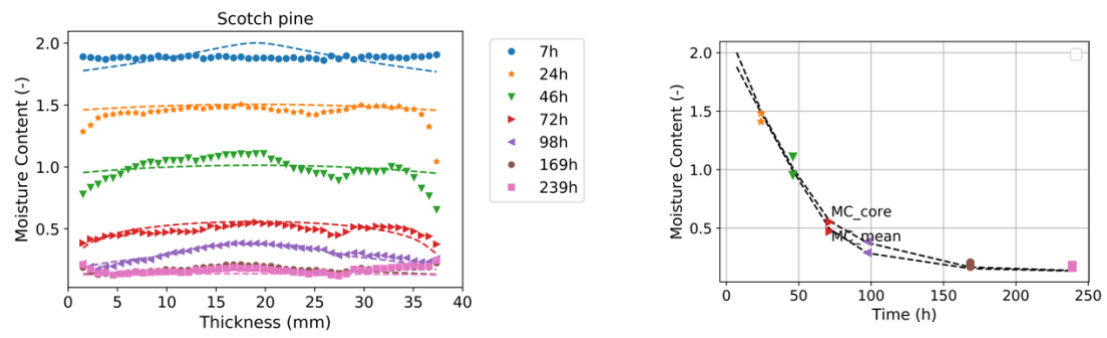 Scotch pine
Moisture Content (-)
2.0
1.5
1.0
0.5
0
5
10
15
20
25
30
35
40
Thickness (mm)
7h
24h
46h
72h
98h
169h
239h
Moisture Content (-)
2.0
1.5
1.0
0.5
MC_core
MC_mean
0
50
100
150
200
250
Time (h)